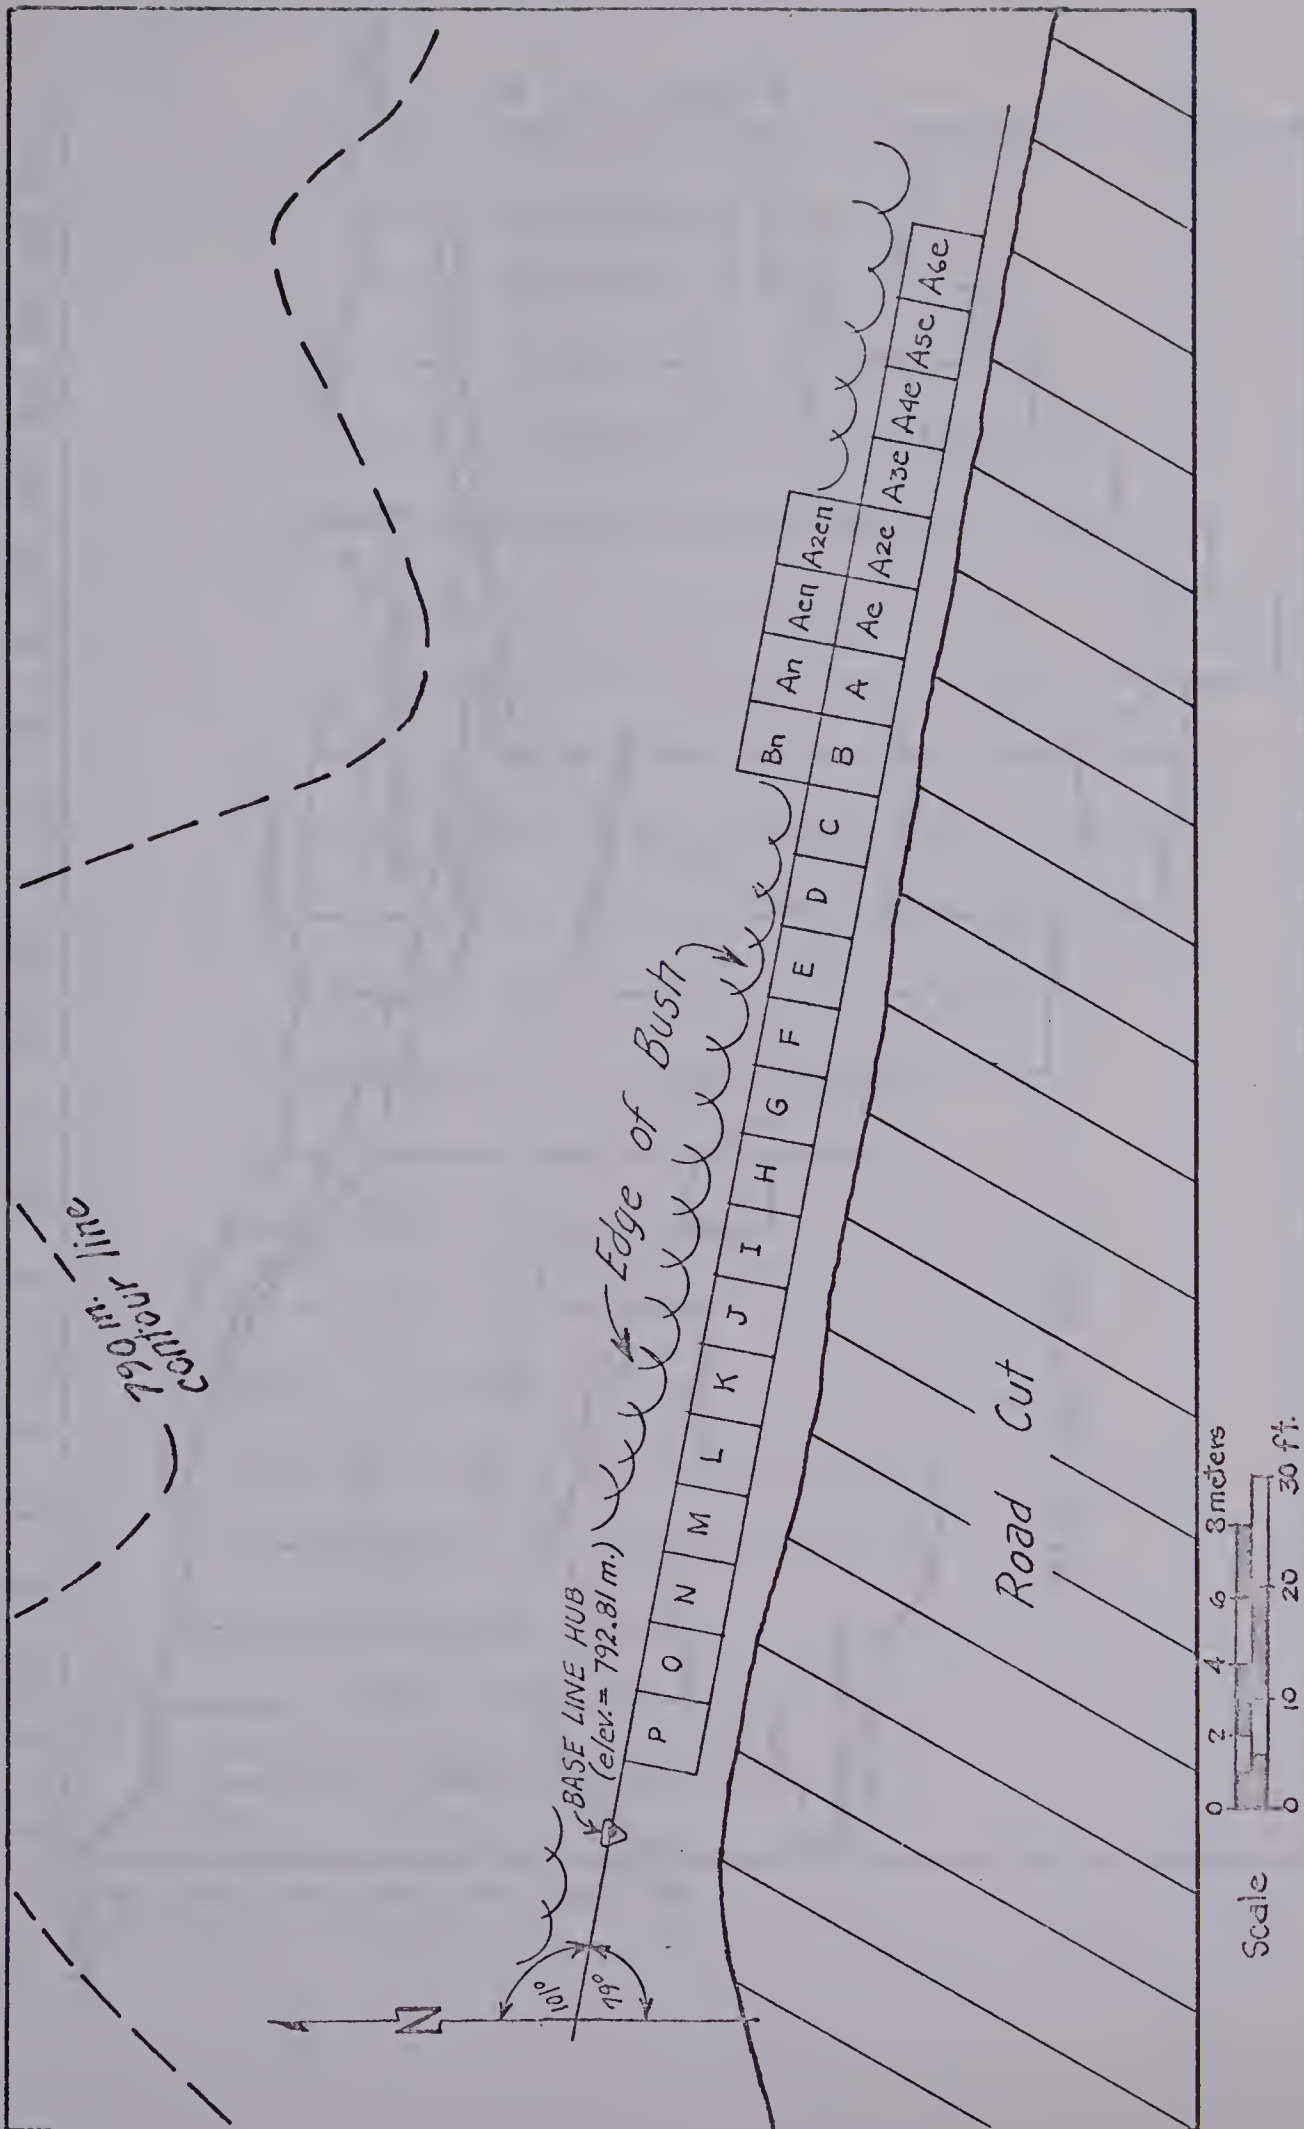 790 m. line
contour
BASE LINE HUB
(elev. = 792.81 m.)
Edge of Bush
N
101°
79°
Bn An Aen A2en
P O N M L K J I H G F E D C B A Ae A2e A3e A4e A5e A6e
Road Cut
Scale
0 2 4 6 8 meters
0 10 20 30 ft.